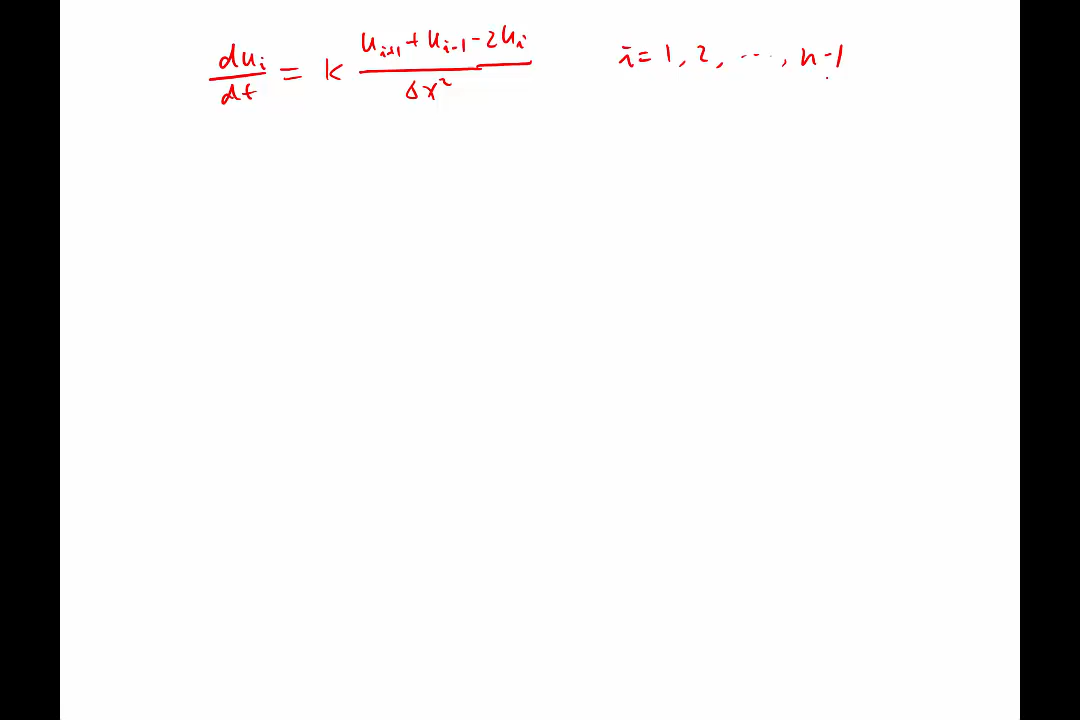 du_i/dt = k (u_{i+1} + u_{i-1} - 2u_i)/Δx² i = 1, 2, ..., n-1